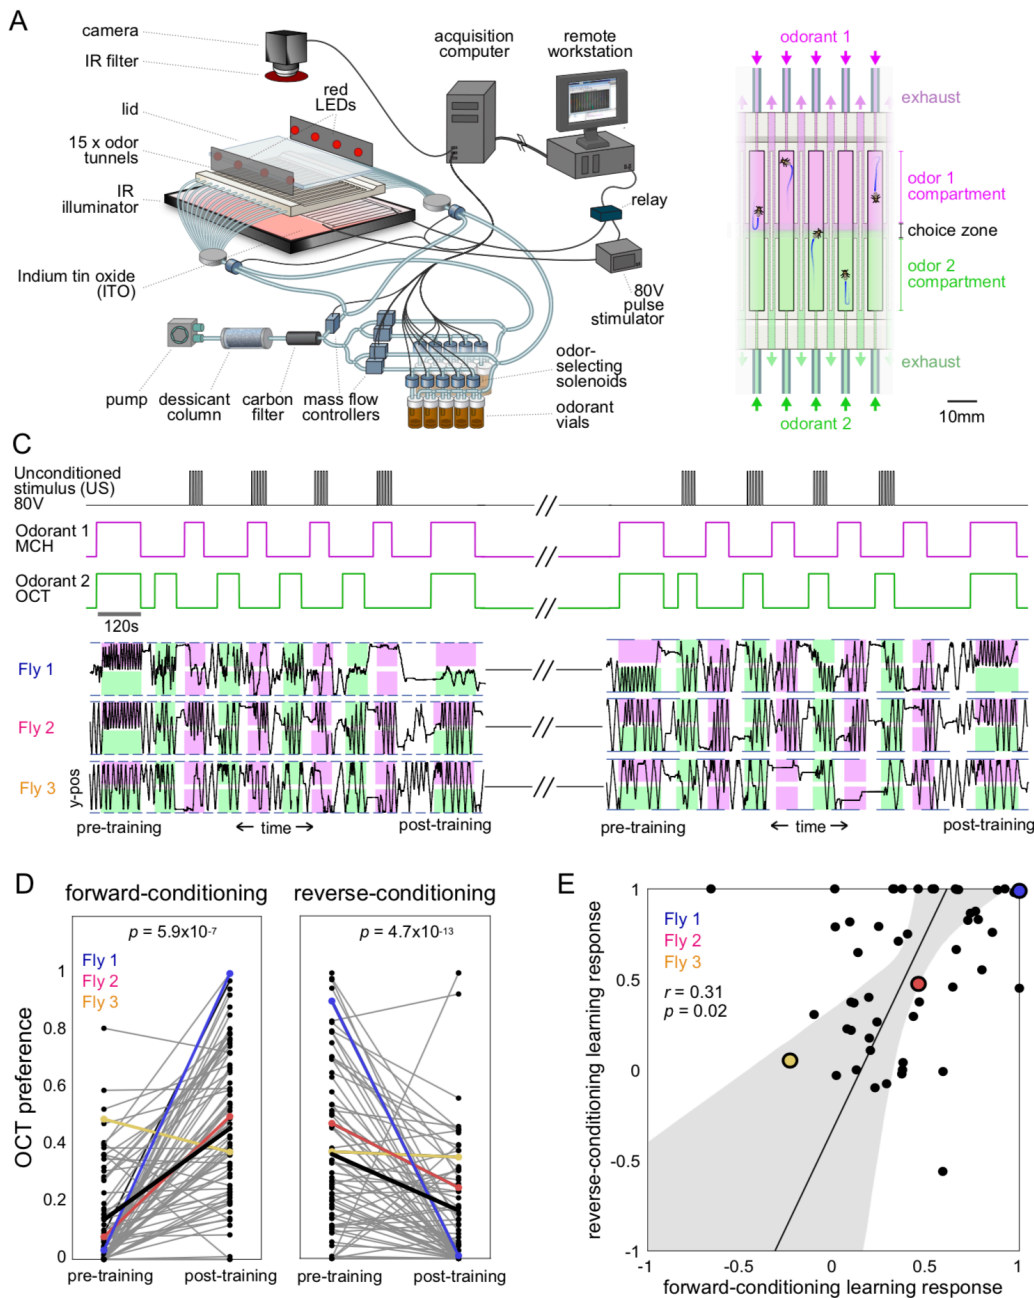 A
camera
IR filter
lid
15 x odor
tunnels
IR
illuminator
Indium tin oxide
(ITO)
red
LEDs
acquisition
computer
remote
workstation
relay
80V
pulse
stimulator
pump
dessicant
column
carbon
filter
mass flow
controllers
odor-
selecting
solenoids
odorant
vials
odorant 1
exhaust
odor 1
compartment
choice zone
odor 2
compartment
exhaust
odorant 2
10mm
C
Unconditioned
stimulus (US)
80V
Odorant 1
MCH
Odorant 2
OCT
120s
Fly 1
Fly 2
Fly 3
y-pos
pre-training
time
post-training
pre-training
time
post-training
D
forward-conditioning
reverse-conditioning
p = 5.9x10-7
p = 4.7x10-13
Fly 1
Fly 2
Fly 3
OCT preference
1
0.8
0.6
0.4
0.2
0
pre-training
post-training
pre-training
post-training
E
reverse-conditioning learning response
1
0.5
0
-0.5
-1
Fly 1
Fly 2
Fly 3
r = 0.31
p = 0.02
-1
-0.5
0
0.5
1
forward-conditioning learning response